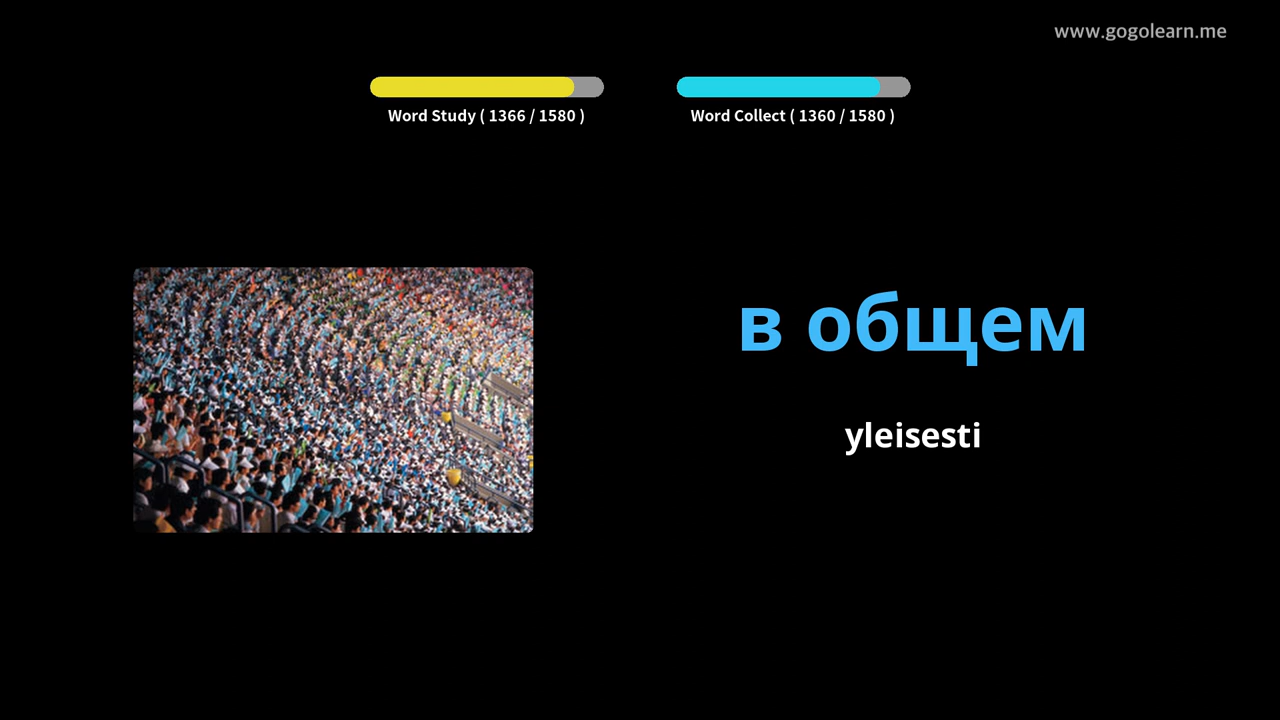 www.gogolearn.me
Word Study ( 1366 / 1580 )
Word Collect ( 1360 / 1580 )
в общем
yleisesti